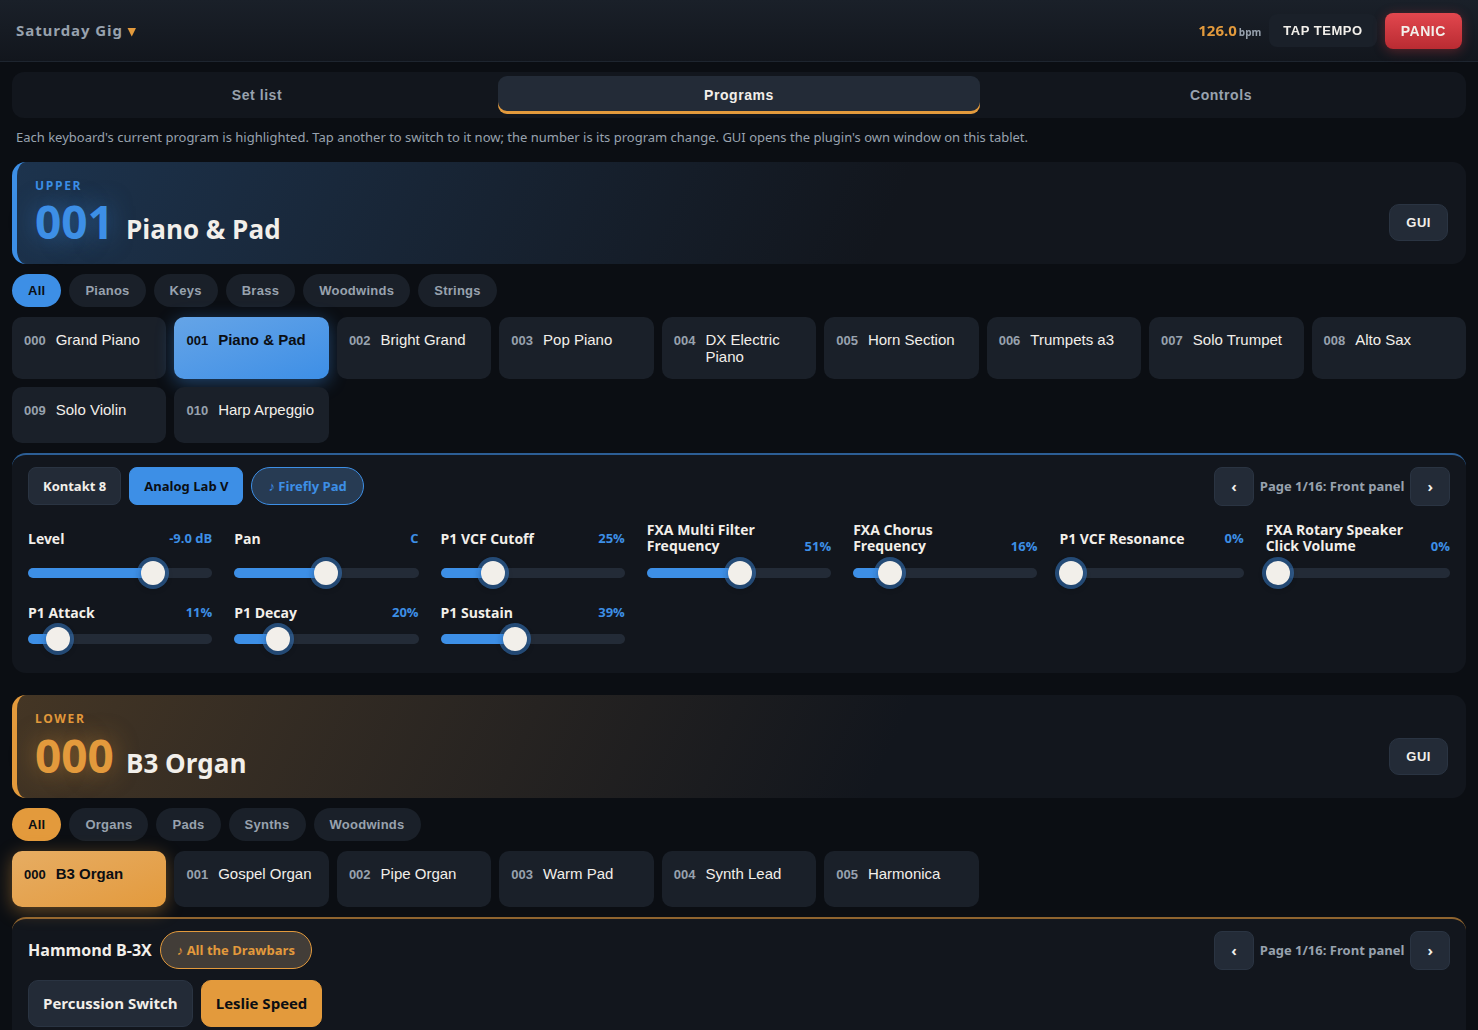 Saturday Gig ▾
126.0 bpm
TAP TEMPO
PANIC
Set list
Programs
Controls
Each keyboard's current program is highlighted. Tap another to switch to it now; the number is its program change. GUI opens the plugin's own window on this tablet.
UPPER
001 Piano & Pad
GUI
All
Pianos
Keys
Brass
Woodwinds
Strings
000 Grand Piano
001 Piano & Pad
002 Bright Grand
003 Pop Piano
004 DX Electric
Piano
005 Horn Section
006 Trumpets a3
007 Solo Trumpet
008 Alto Sax
009 Solo Violin
010 Harp Arpeggio
Kontakt 8
Analog Lab V
♪ Firefly Pad
‹
Page 1/16: Front panel
›
Level -9.0 dB
Pan C
P1 VCF Cutoff 25%
FXA Multi Filter
Frequency 51%
FXA Chorus
Frequency 16%
P1 VCF Resonance 0%
FXA Rotary Speaker
Click Volume 0%
P1 Attack 11%
P1 Decay 20%
P1 Sustain 39%
LOWER
000 B3 Organ
GUI
All
Organs
Pads
Synths
Woodwinds
000 B3 Organ
001 Gospel Organ
002 Pipe Organ
003 Warm Pad
004 Synth Lead
005 Harmonica
Hammond B-3X
♪ All the Drawbars
‹
Page 1/16: Front panel
›
Percussion Switch
Leslie Speed